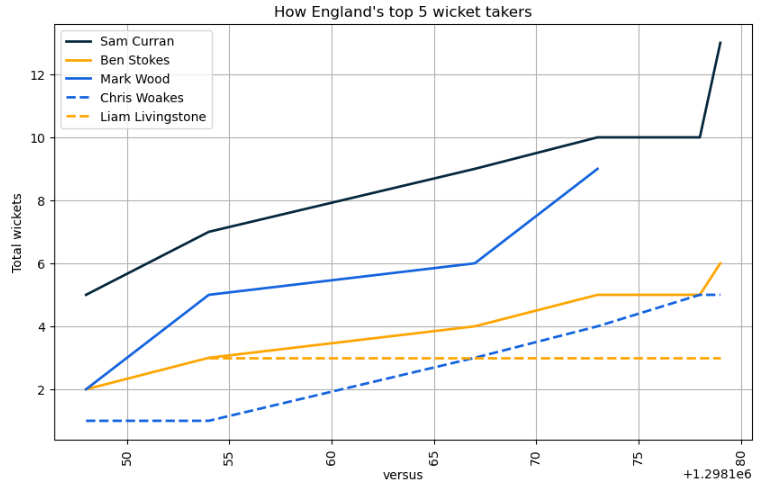 How England's top 5 wicket takers
Sam Curran
Ben Stokes
Mark Wood
Chris Woakes
Liam Livingstone
Total wickets
12
10
8
6
4
2
50
55
60
65
70
75
80
versus
+1.2981e6